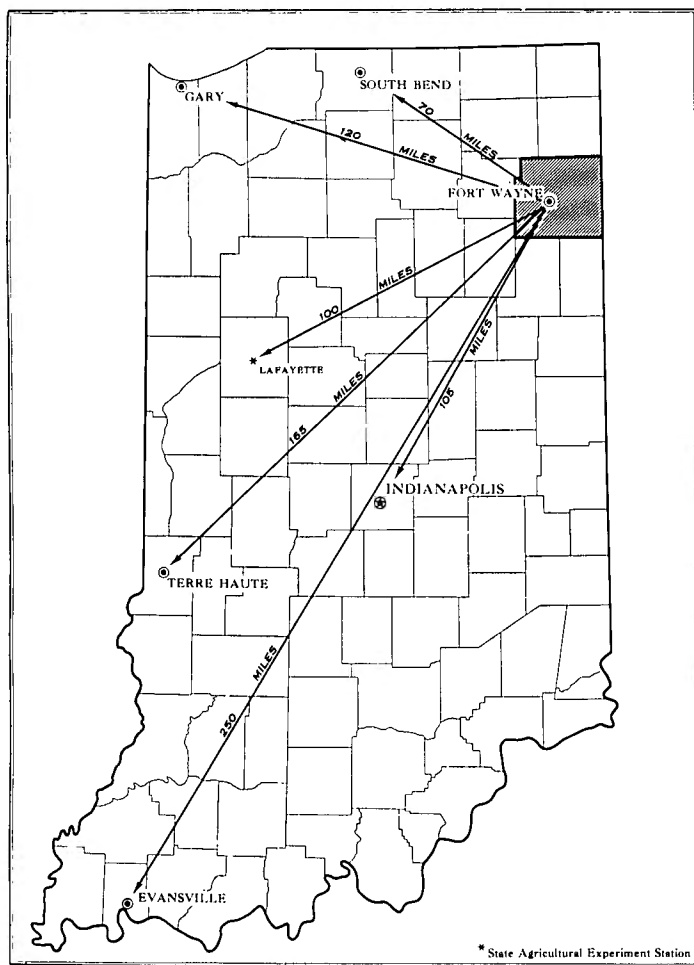 SOUTH BEND
GARY
70
MILES
120
MILES
FORT WAYNE
100
MILES
LAFAYETTE
MILES
105
165
MILES
INDIANAPOLIS
TERRE HAUTE
250
MILES
EVANSVILLE
* State Agricultural Experiment Station